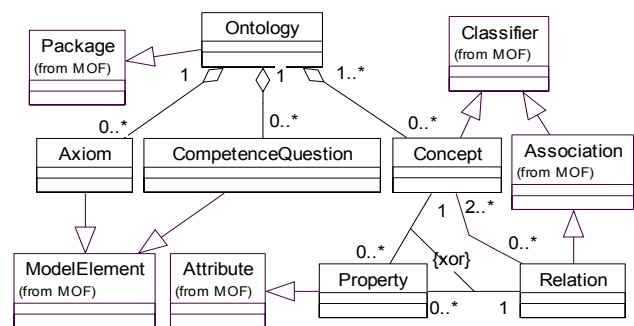 Ontology
Classifier
(from MOF)
Package
(from MOF)
1
1
1..*
0..*
0..*
0..*
Axiom
CompetenceQuestion
Concept
Association
(from MOF)
1
2..*
0..*
{xor}
0..*
ModelElement
(from MOF)
Attribute
(from MOF)
Property
Relation
0..*
1